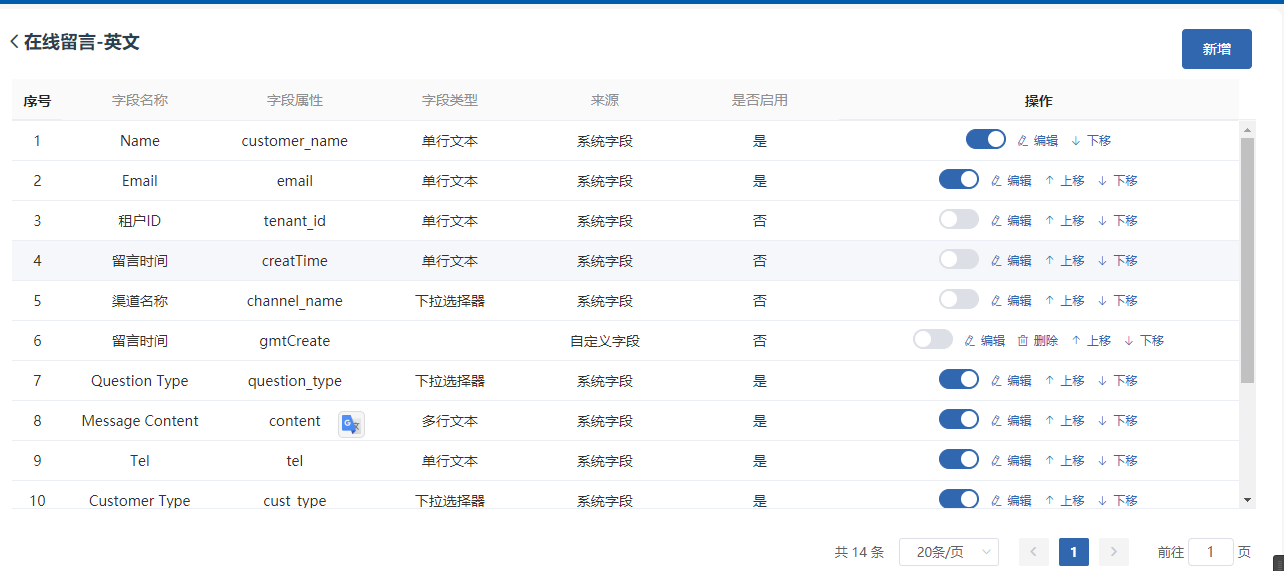 在线留言-英文
新增
序号 字段名称 字段属性 字段类型 来源 是否启用 操作
1 Name customer_name 单行文本 系统字段 是 编辑 下移
2 Email email 单行文本 系统字段 是 编辑 上移 下移
3 租户ID tenant_id 单行文本 系统字段 否 编辑 上移 下移
4 留言时间 creatTime 单行文本 系统字段 否 编辑 上移 下移
5 渠道名称 channel_name 下拉选择器 系统字段 否 编辑 上移 下移
6 留言时间 gmtCreate 自定义字段 否 编辑 删除 上移 下移
7 Question Type question_type 下拉选择器 系统字段 是 编辑 上移 下移
8 Message Content content 多行文本 系统字段 是 编辑 上移 下移
9 Tel tel 单行文本 系统字段 是 编辑 上移 下移
10 Customer Type cust_type 下拉选择器 系统字段 是 编辑 上移 下移
共 14 条 20条/页 1 前往 1 页